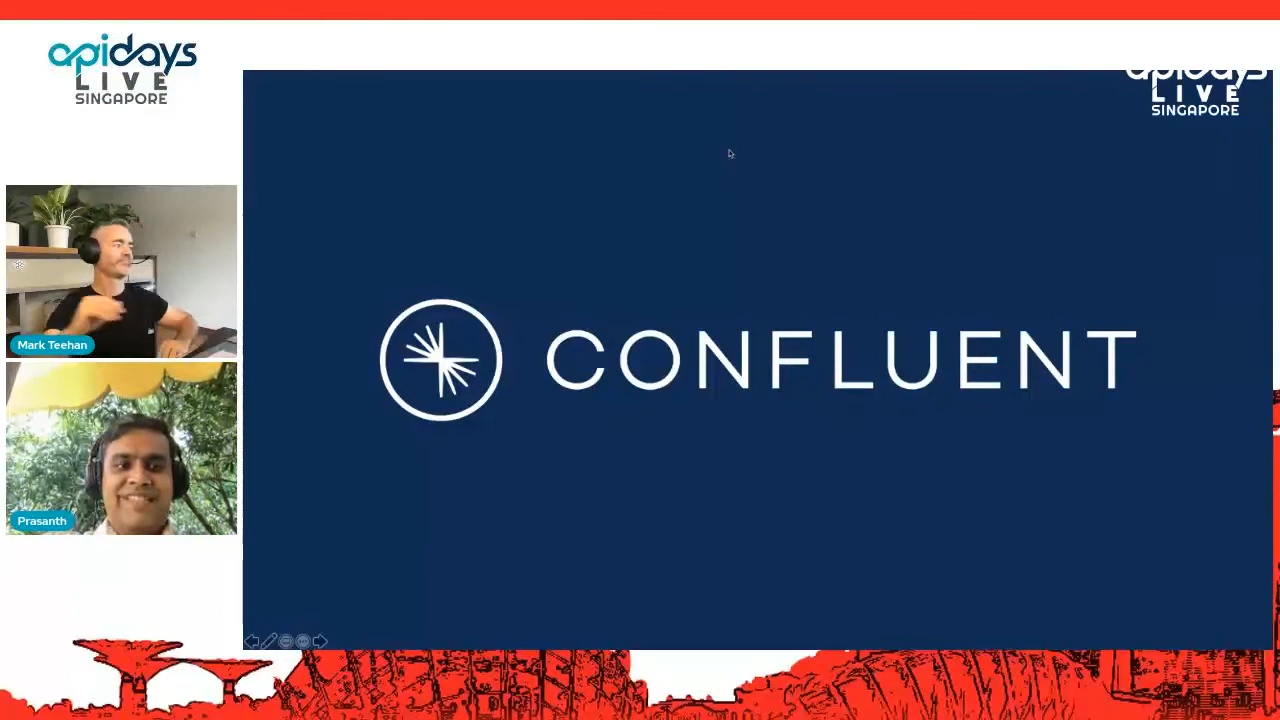 apidays
LIVE
SINGAPORE
apidays
LIVE
SINGAPORE
CONFLUENT
Mark Teehan
Prasanth